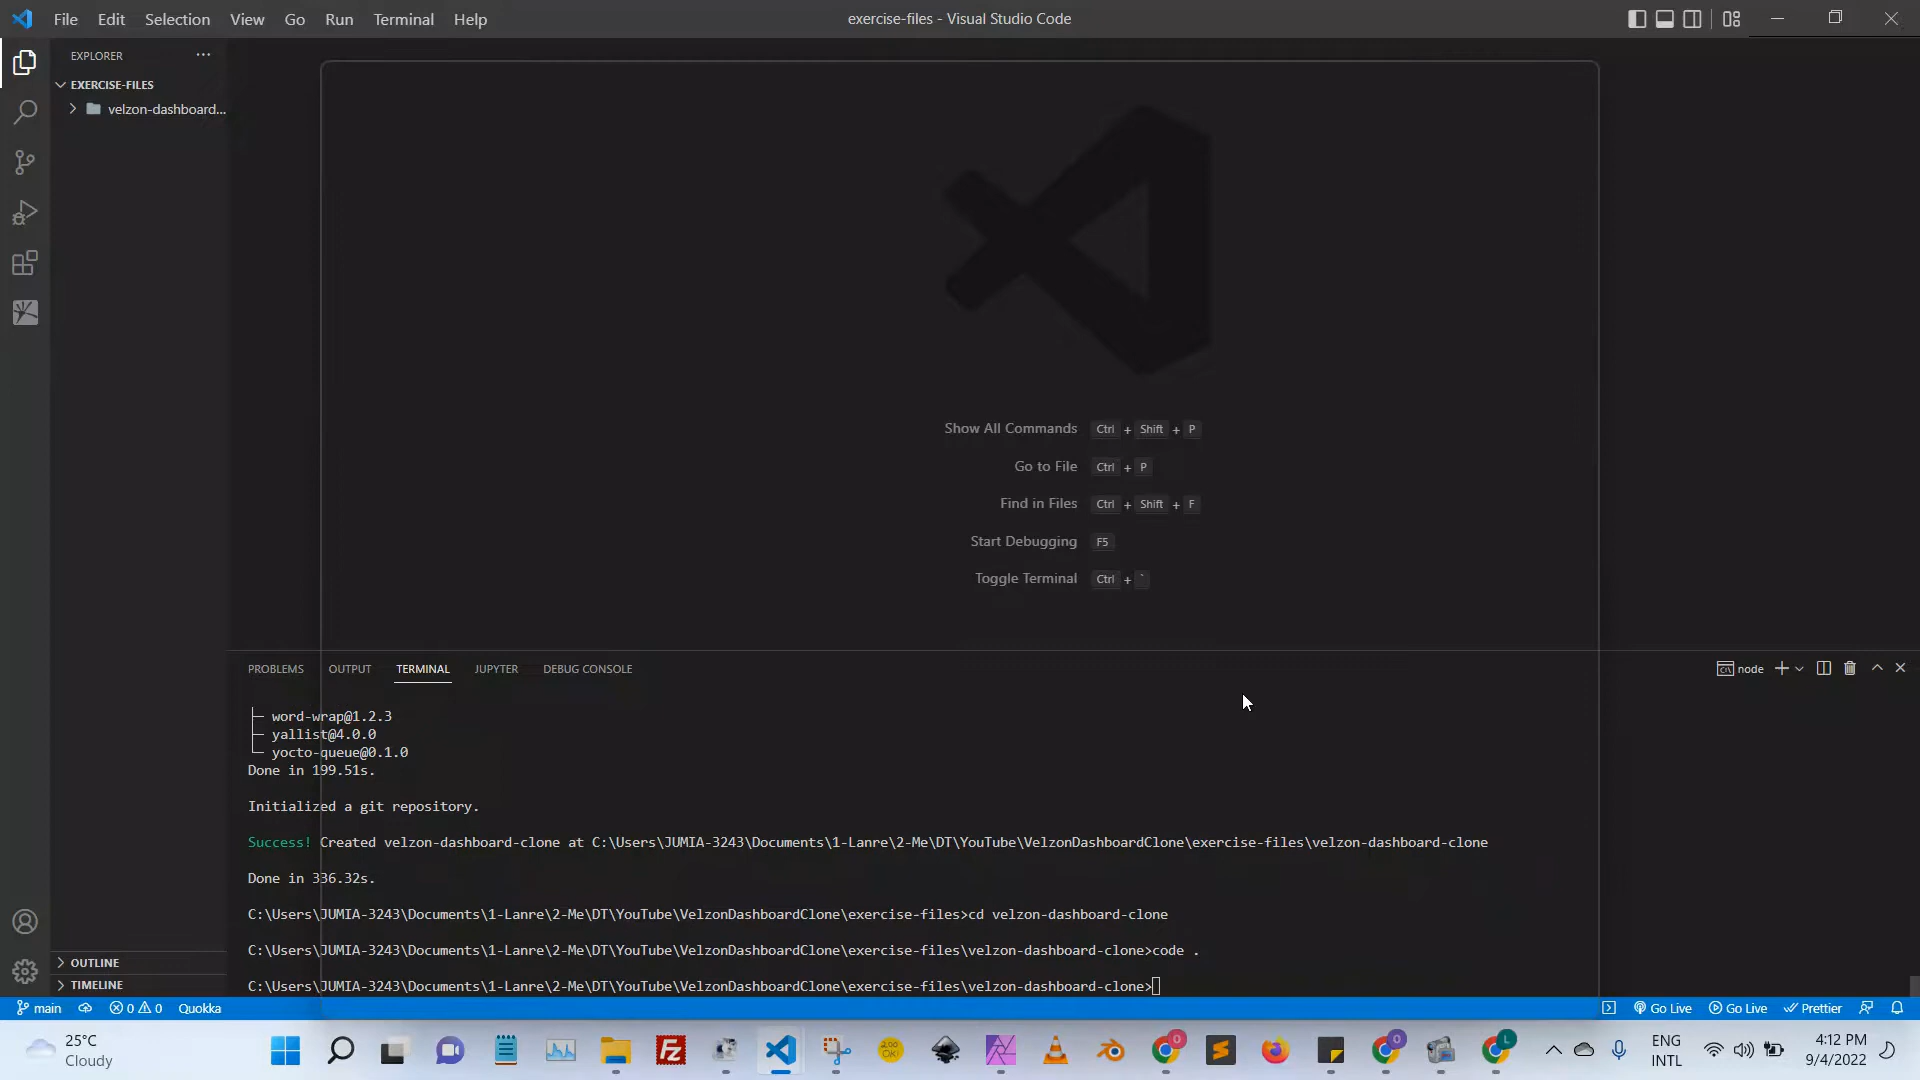 File Edit Selection View Go Run Terminal Help
exercise-files - Visual Studio Code
EXPLORER
EXERCISE-FILES
velzon-dashboard...
Show All Commands Ctrl + Shift + P
Go to File Ctrl + P
Find in Files Ctrl + Shift + F
Start Debugging F5
Toggle Terminal Ctrl + `
PROBLEMS OUTPUT TERMINAL JUPYTER DEBUG CONSOLE
node
├─ word-wrap@1.2.3
├─ yallist@4.0.0
└─ yocto-queue@0.1.0
Done in 199.51s.
Initialized a git repository.
Success! Created velzon-dashboard-clone at C:\Users\JUMIA-3243\Documents\1-Lanre\2-Me\DT\YouTube\VelzonDashboardClone\exercise-files\velzon-dashboard-clone
Done in 336.32s.
C:\Users\JUMIA-3243\Documents\1-Lanre\2-Me\DT\YouTube\VelzonDashboardClone\exercise-files>cd velzon-dashboard-clone
C:\Users\JUMIA-3243\Documents\1-Lanre\2-Me\DT\YouTube\VelzonDashboardClone\exercise-files\velzon-dashboard-clone>code .
C:\Users\JUMIA-3243\Documents\1-Lanre\2-Me\DT\YouTube\VelzonDashboardClone\exercise-files\velzon-dashboard-clone>
OUTLINE
TIMELINE
main 0 0 Quokka
Go Live Go Live Prettier
25°C
Cloudy
ENG
INTL
4:12 PM
9/4/2022